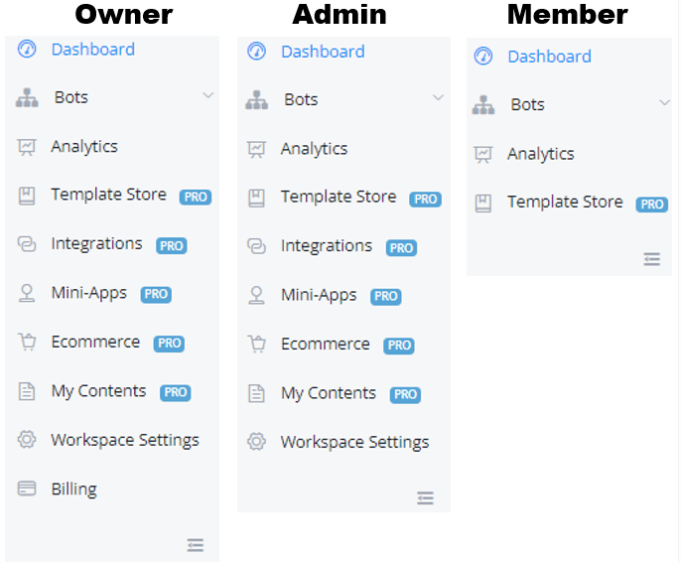 Owner
Dashboard
Bots
Analytics
Template Store PRO
Integrations PRO
Mini-Apps PRO
Ecommerce PRO
My Contents PRO
Workspace Settings
Billing
Admin
Dashboard
Bots
Analytics
Template Store PRO
Integrations PRO
Mini-Apps PRO
Ecommerce PRO
My Contents PRO
Workspace Settings
Member
Dashboard
Bots
Analytics
Template Store PRO